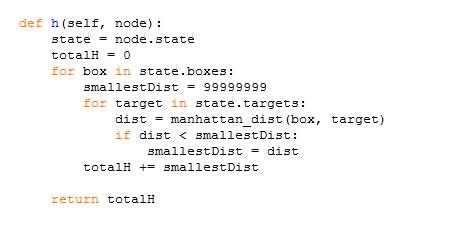 def h(self, node):
    state = node.state
    totalH = 0
    for box in state.boxes:
        smallestDist = 99999999
        for target in state.targets:
            dist = manhattan_dist(box, target)
            if dist < smallestDist:
                smallestDist = dist
        totalH += smallestDist
    return totalH